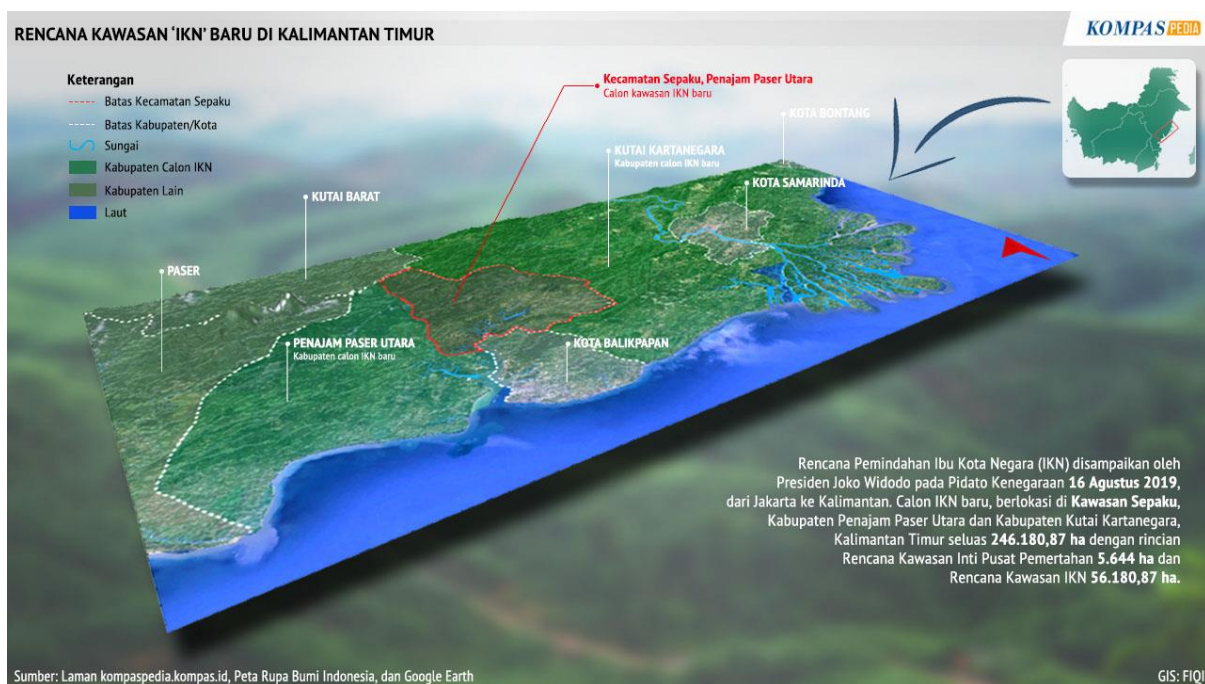 RENCANA KAWASAN ‘IKN’ BARU DI KALIMANTAN TIMUR
KOMPASPEDIA
Keterangan
Batas Kecamatan Sepaku
Batas Kabupaten/Kota
Sungai
Kabupaten Calon IKN
Kabupaten Lain
Laut
Kecamatan Sepaku, Penajam Paser Utara
Calon kawasan IKN baru
KOTA BONTANG
KUTAI KARTANEGARA
Kabupaten calon IKN baru
KOTA SAMARINDA
KUTAI BARAT
PASER
PENAJAM PASER UTARA
Kabupaten calon IKN baru
KOTA BALIKPAPAN
Rencana Pemindahan Ibu Kota Negara (IKN) disampaikan oleh
Presiden Joko Widodo pada Pidato Kenegaraan 16 Agustus 2019,
dari Jakarta ke Kalimantan. Calon IKN baru, berlokasi di Kawasan Sepaku,
Kabupaten Penajam Paser Utara dan Kabupaten Kutai Kartanegara,
Kalimantan Timur seluas 246.180,87 ha dengan rincian
Rencana Kawasan Inti Pusat Pemertahan 5.644 ha dan
Rencana Kawasan IKN 56.180,87 ha.
Sumber: Laman kompaspedia.kompas.id, Peta Rupa Bumi Indonesia, dan Google Earth
GIS: FIQI